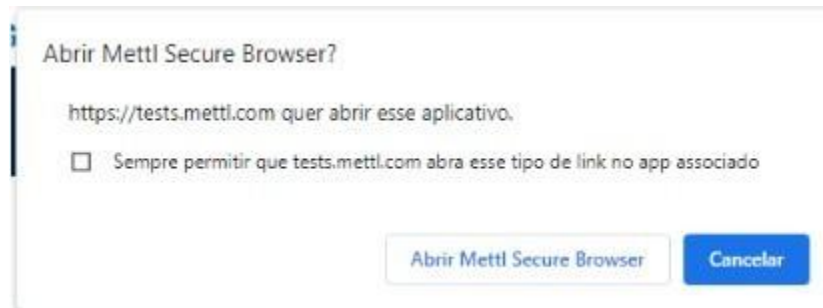 Abrir Mettl Secure Browser?
https://tests.mettl.com quer abrir esse aplicativo.
Sempre permitir que tests.mettl.com abra esse tipo de link no app associado
Abrir Mettl Secure Browser
Cancelar